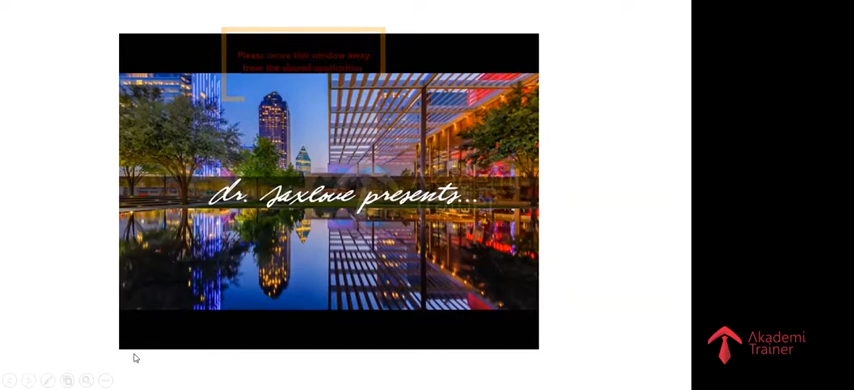 Please move this window away
from the shared application
dr. saxlove presents...
Akademi
Trainer